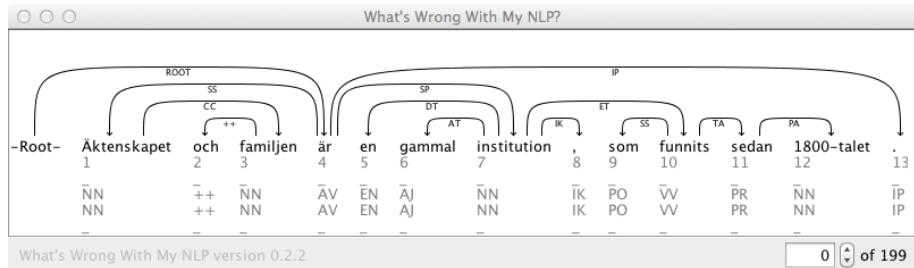 What's Wrong With My NLP?
ROOT IP
SS SP
CC DT ET
++ AT IK SS TA PA
-Root- Äktenskapet och familjen är en gammal institution , som funnits sedan 1800-talet .
1 2 3 4 5 6 7 8 9 10 11 12 13
_ _ _ _ _ _ _ _ _ _ _ _ _
NN ++ NN AV EN AJ NN IK PO VV PR NN IP
NN ++ NN AV EN AJ NN IK PO VV PR NN IP
_ _ _ _ _ _ _ _ _ _ _ _ _
What's Wrong With My NLP version 0.2.2 0 of 199